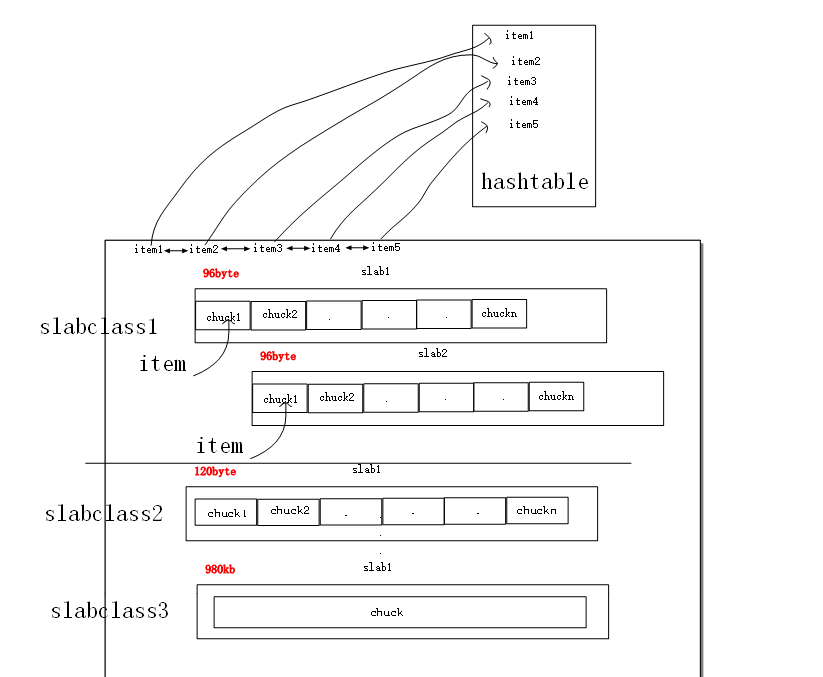 item1
item2
item3
item4
item5
hashtable
item1 item2 item3 item4 item5
96byte slab1
chuck1 chuck2 . . . chuckn
slabclass1
item
96byte slab2
chuck1 chuck2 . . . chuckn
item
120byte slab1
chuck1 chuck2 . . . chuckn
slabclass2
.
.
980kb slab1
slabclass3 chuck